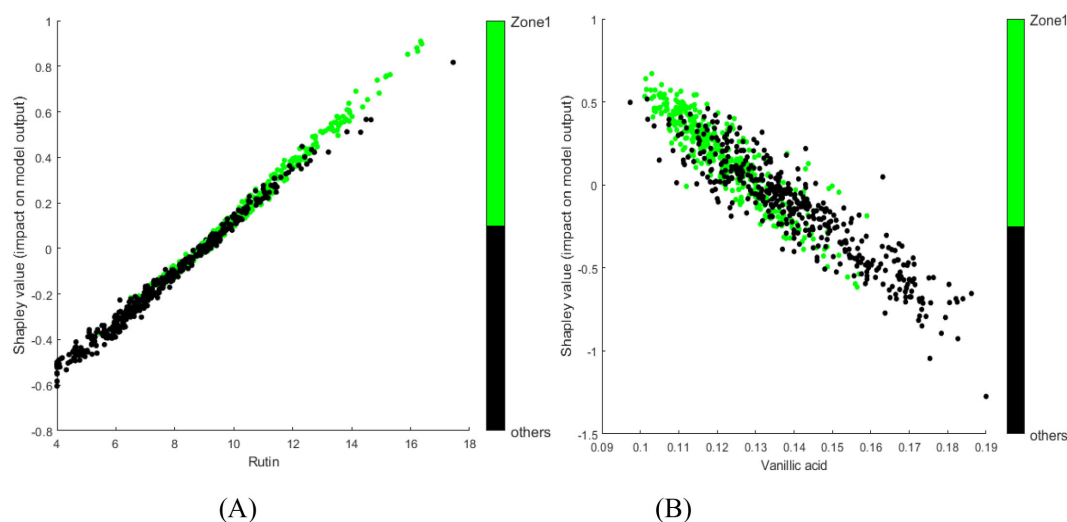 Shapley value (impact on model output)
1
0.8
0.6
0.4
0.2
0
-0.2
-0.4
-0.6
-0.8
4 6 8 10 12 14 16 18
Rutin
Zone1
others
(A)
Shapley value (impact on model output)
1
0.5
0
-0.5
-1
-1.5
0.09 0.1 0.11 0.12 0.13 0.14 0.15 0.16 0.17 0.18 0.19
Vanillic acid
Zone1
others
(B)